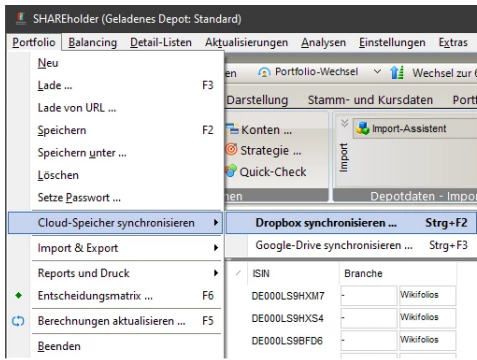 SHAREholder (Geladenes Depot: Standard)
Portfolio Balancing Detail-Listen Aktualisierungen Analysen Einstellungen Extras
Neu
Lade ... F3
Lade von URL ...
Speichern F2
Speichern unter ...
Löschen
Setze Passwort ...
Cloud-Speicher synchronisieren
Import & Export
Reports und Druck
Entscheidungsmatrix ... F6
Berechnungen aktualisieren ... F5
Beenden
en Portfolio-Wechsel Wechsel zur
Darstellung Stamm- und Kursdaten Port
Konten ...
Strategie ...
Quick-Check
Import
Import-Assistent
nen Depotdaten - Impo
Dropbox synchronisieren ... Strg+F2
Google-Drive synchronisieren ... Strg+F3
ISIN Branche
DE000LS9HXM7 - Wikifolios
DE000LS9HXS4 - Wikifolios
DE000LS9BFD6 - Wikifolios